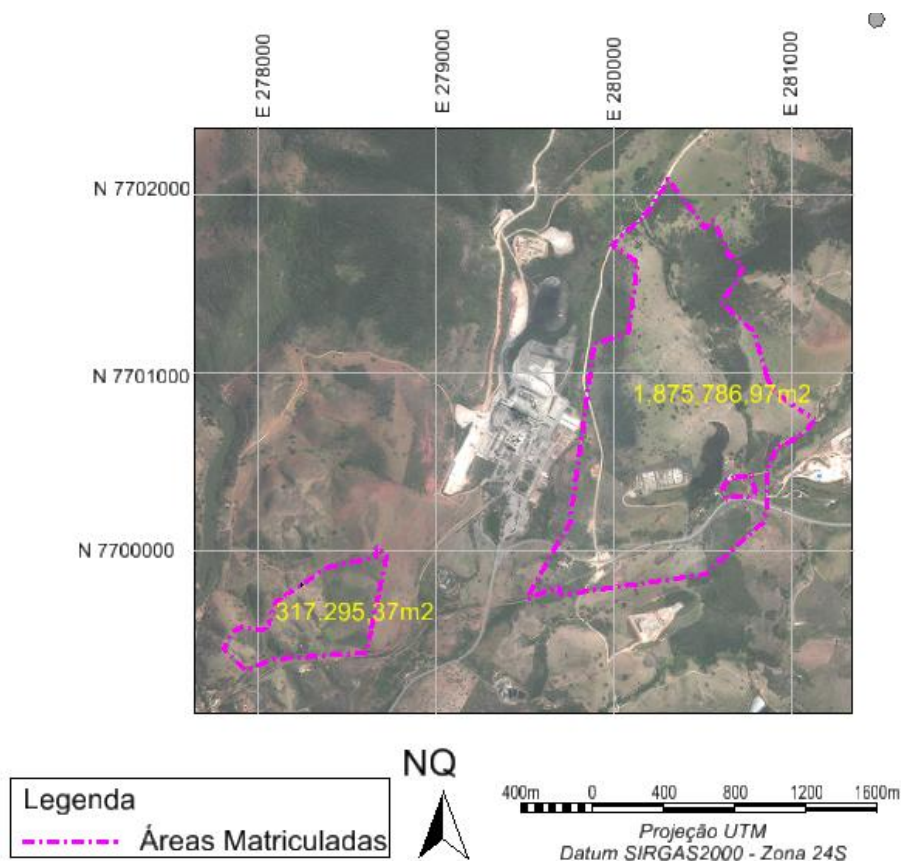 E 278000
E 279000
E 280000
E 281000
N 7702000
N 7701000
1.875.786,97m2
N 7700000
317.295,37m2
NQ
Legenda
Áreas Matriculadas
400m 0 400 800 1200 1600m
Projeção UTM
Datum SIRGAS2000 - Zona 24S